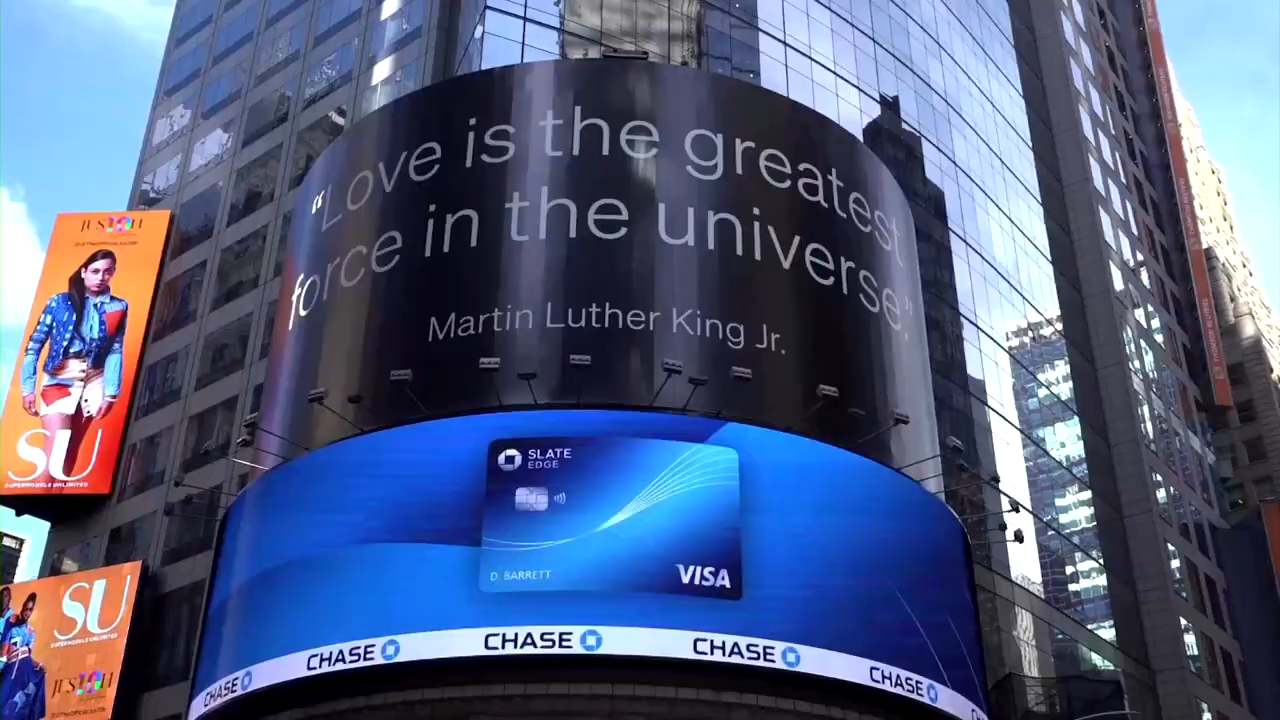 “Love is the greatest
force in the universe.”
Martin Luther King Jr.
SLATE
EDGE
D. BARRETT
VISA
CHASE
CHASE
CHASE
CHASE
SU
SUPERMODELS UNLIMITED
SU
SUPERMODELS UNLIMITED